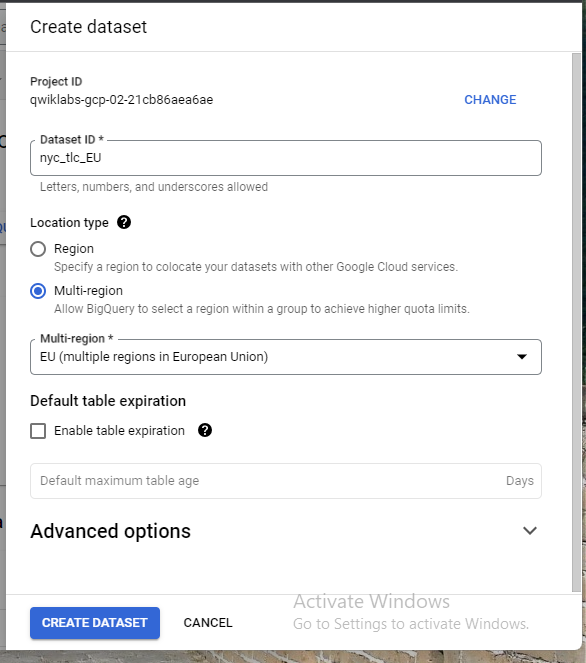 Create dataset
Project ID
qwiklabs-gcp-02-21cb86aea6ae
CHANGE
Dataset ID *
nyc_tlc_EU
Letters, numbers, and underscores allowed
Location type ?
Region
Specify a region to colocate your datasets with other Google Cloud services.
Multi-region
Allow BigQuery to select a region within a group to achieve higher quota limits.
Multi-region *
EU (multiple regions in European Union)
Default table expiration
Enable table expiration ?
Default maximum table age Days
Advanced options
CREATE DATASET CANCEL
Activate Windows
Go to Settings to activate Windows.